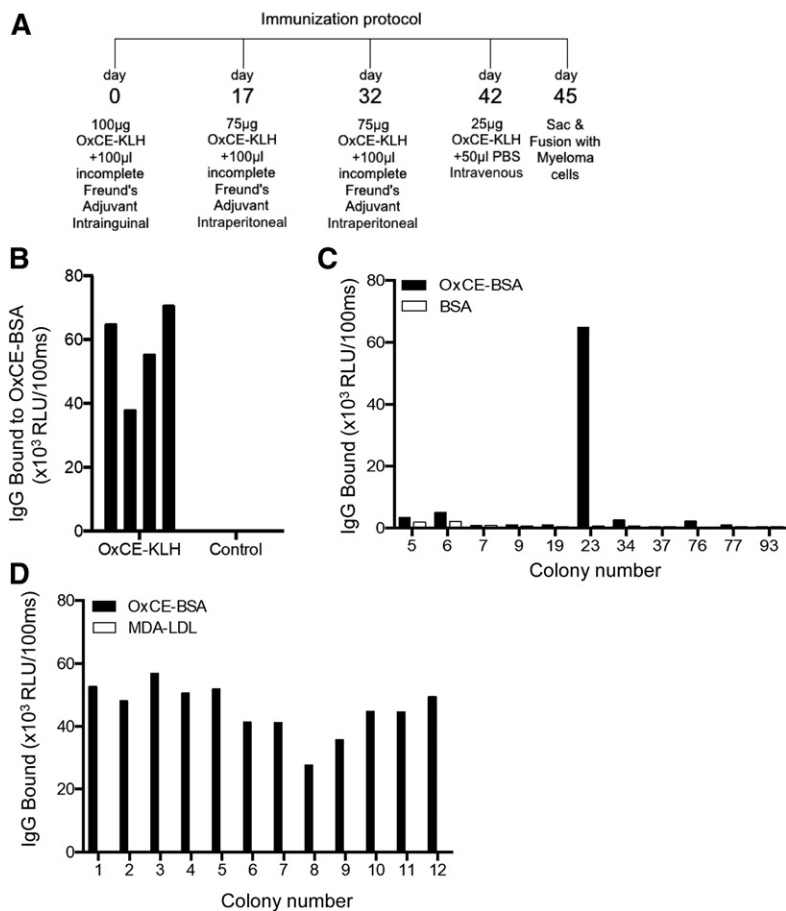 A
Immunization protocol
day
0
100µg
OxCE-KLH
+100µl
incomplete
Freund's
Adjuvant
Intrainguinal
day
17
75µg
OxCE-KLH
+100µl
incomplete
Freund's
Adjuvant
Intraperitoneal
day
32
75µg
OxCE-KLH
+100µl
incomplete
Freund's
Adjuvant
Intraperitoneal
day
42
25µg
OxCE-KLH
+50µl PBS
Intravenous
day
45
Sac &
Fusion with
Myeloma
cells
B
IgG Bound to OxCE-BSA
(x10³ RLU/100ms)
80
60
40
20
0
OxCE-KLH Control
C
OxCE-BSA
BSA
IgG Bound (x10³ RLU/100ms)
80
60
40
20
0
5 6 7 9 19 23 34 37 76 77 93
Colony number
D
OxCE-BSA
MDA-LDL
IgG Bound (x10³ RLU/100ms)
80
60
40
20
0
1 2 3 4 5 6 7 8 9 10 11 12
Colony number